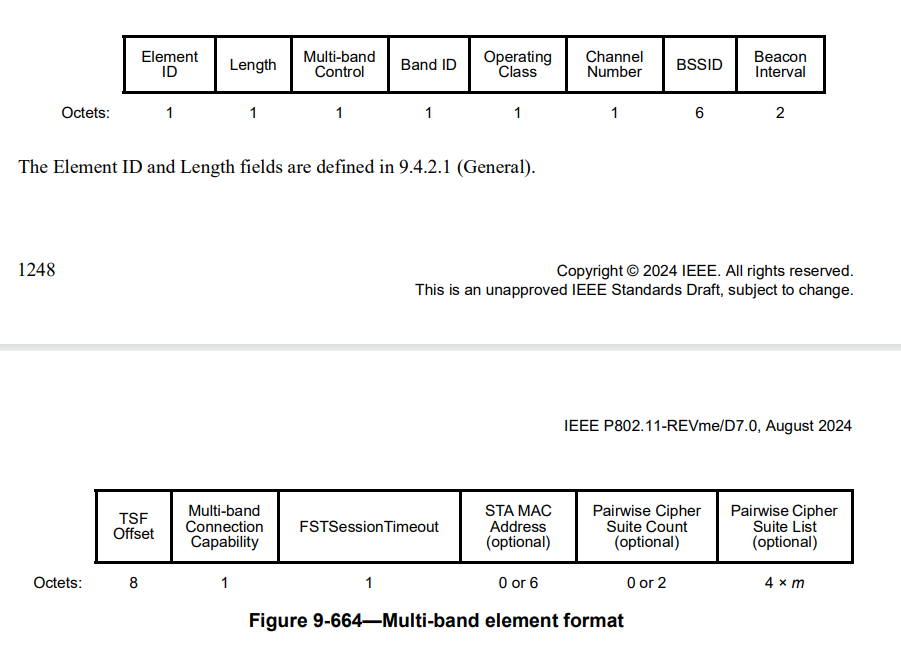 Element ID Length Multi-band Control Band ID Operating Class Channel Number BSSID Beacon Interval
Octets: 1 1 1 1 1 1 6 2
The Element ID and Length fields are defined in 9.4.2.1 (General).
1248
Copyright © 2024 IEEE. All rights reserved.
This is an unapproved IEEE Standards Draft, subject to change.
IEEE P802.11-REVme/D7.0, August 2024
TSF Offset Multi-band Connection Capability FSTSessionTimeout STA MAC Address (optional) Pairwise Cipher Suite Count (optional) Pairwise Cipher Suite List (optional)
Octets: 8 1 1 0 or 6 0 or 2 4 × m
Figure 9-664—Multi-band element format